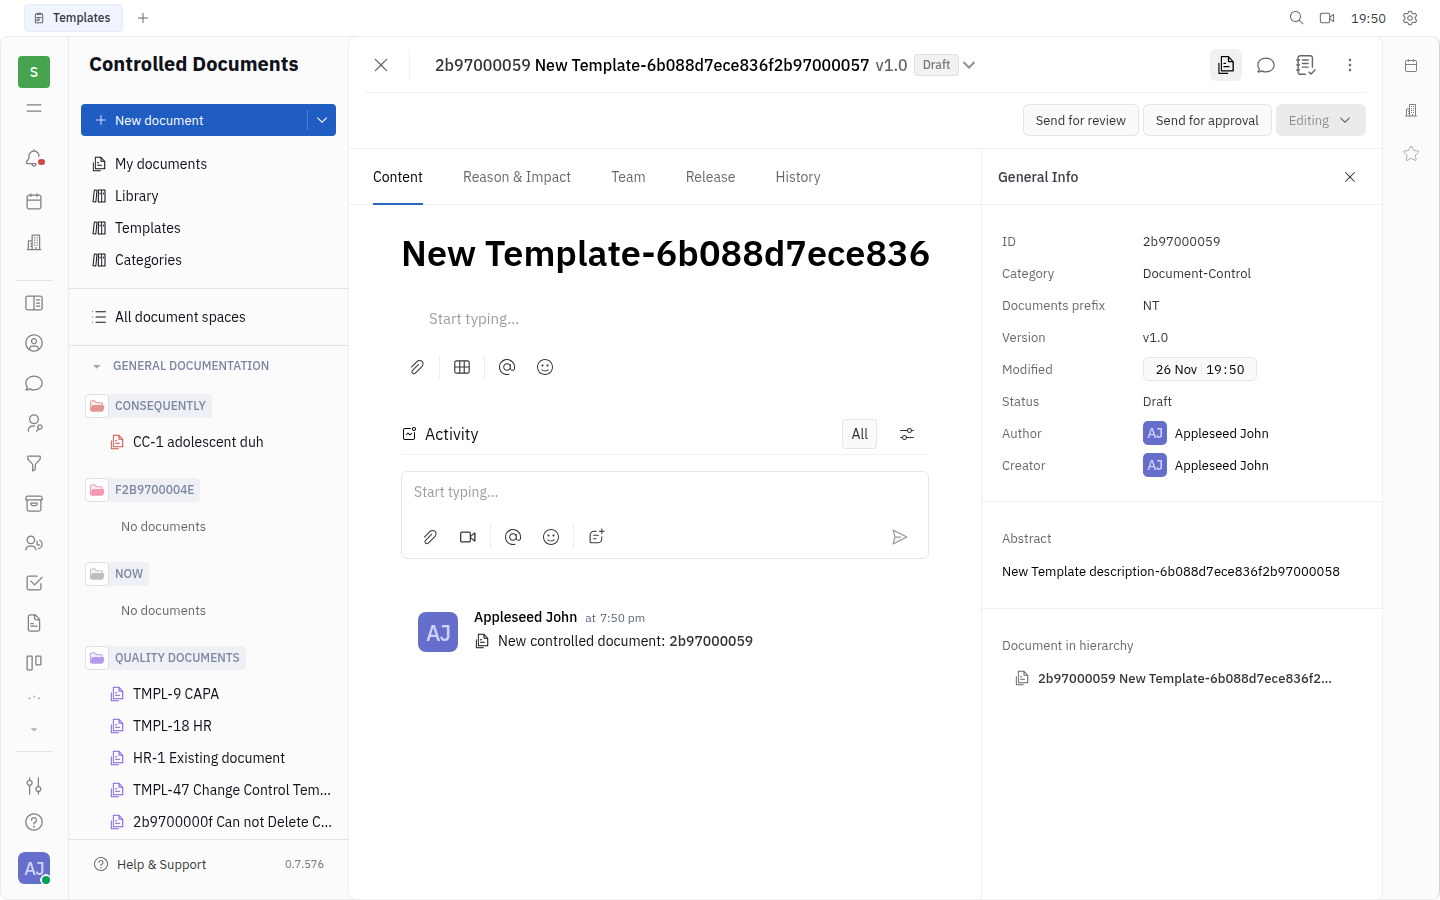 Templates
19:50
S
Controlled Documents
New document
My documents
Library
Templates
Categories
All document spaces
GENERAL DOCUMENTATION
CONSEQUENTLY
CC-1 adolescent duh
F2B9700004E
No documents
NOW
No documents
QUALITY DOCUMENTS
TMPL-9 CAPA
TMPL-18 HR
HR-1 Existing document
TMPL-47 Change Control Tem...
2b9700000f Can not Delete C...
Help & Support 0.7.576
AJ
2b97000059 New Template-6b088d7ece836f2b97000057 v1.0 Draft
Send for review Send for approval Editing
Content Reason & Impact Team Release History
New Template-6b088d7ece836
Start typing...
Activity All
Start typing...
AJ
Appleseed John at 7:50 pm
New controlled document: 2b97000059
General Info
ID 2b97000059
Category Document-Control
Documents prefix NT
Version v1.0
Modified 26 Nov 19:50
Status Draft
Author AJ Appleseed John
Creator AJ Appleseed John
Abstract
New Template description-6b088d7ece836f2b97000058
Document in hierarchy
2b97000059 New Template-6b088d7ece836f2...